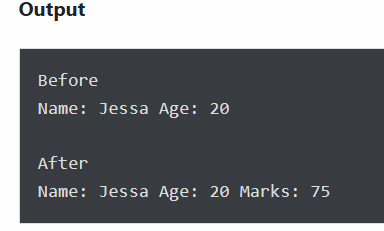 Output
Before
Name: Jessa Age: 20
After
Name: Jessa Age: 20 Marks: 75